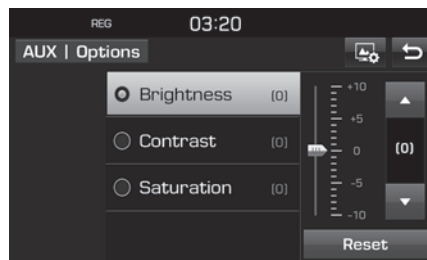 REG 03:20
AUX | Options
Brightness (0)
Contrast (0)
Saturation (0)
+10
+5
0
-5
-10
(0)
Reset